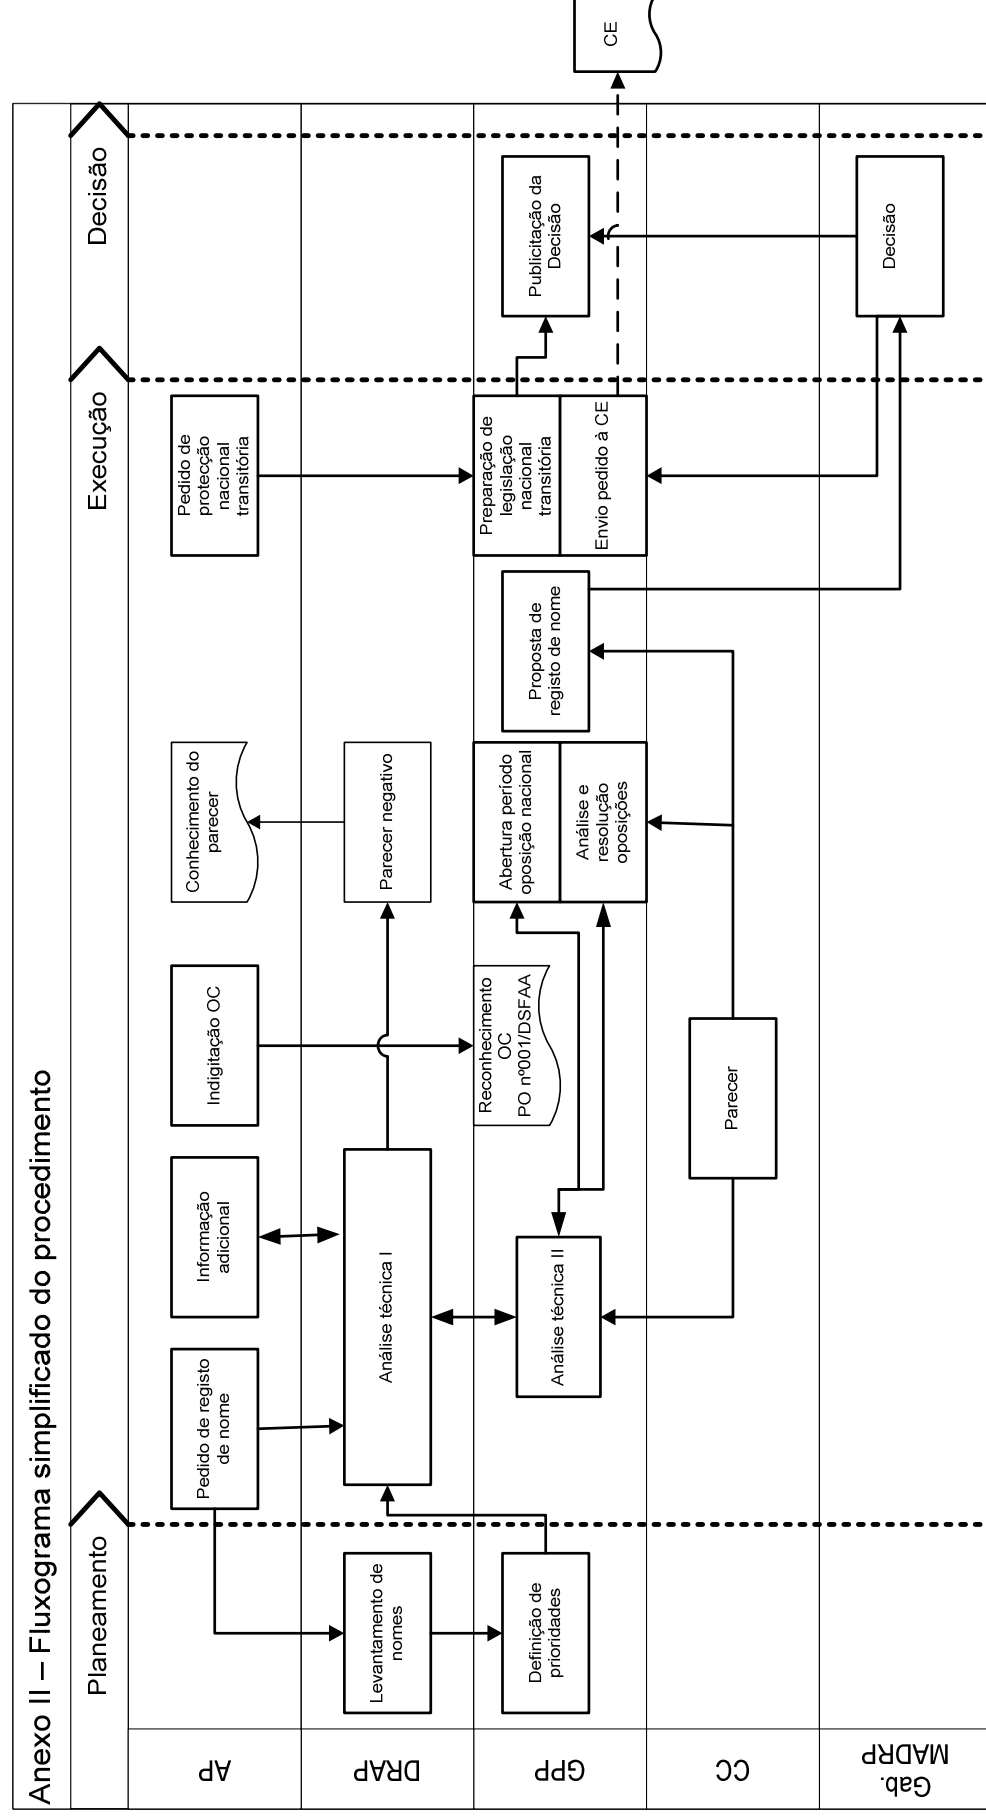 Anexo II – Fluxograma simplificado do procedimento
Planeamento
Execução
Decisão
AP
Pedido de registo
de nome
Informação
adicional
Indigitação OC
Conhecimento do
parecer
Pedido de
protecção
nacional
transitória
DRAP
Levantamento de
nomes
Análise técnica I
Parecer negativo
GPP
Definição de
prioridades
Análise técnica II
Reconhecimento
OC
PO nº001/DSFAA
Abertura período
oposição nacional
Análise e
resolução
oposições
Proposta de
registo de nome
Preparação de
legislação
nacional
transitória
Envio pedido à CE
Publicitação da
Decisão
CE
CC
Parecer
Gab.
MADRP
Decisão